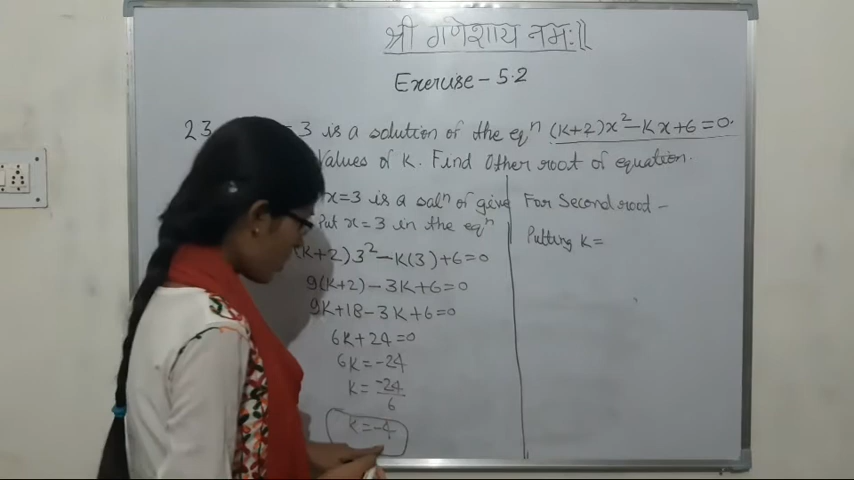 श्री गणेशाय नमः॥
Exercise - 5.2
23 = 3 is a solution of the eqⁿ (k+2)x² - kx + 6 = 0.
Values of k. Find Other root of equation.
x = 3 is a solⁿ of give
Put x = 3 in the eqⁿ
(k+2)3² - k(3) + 6 = 0
9(k+2) - 3k + 6 = 0
9k + 18 - 3k + 6 = 0
6k + 24 = 0
6k = -24
k = -24/6
k = -4
For Second root -
Putting k =